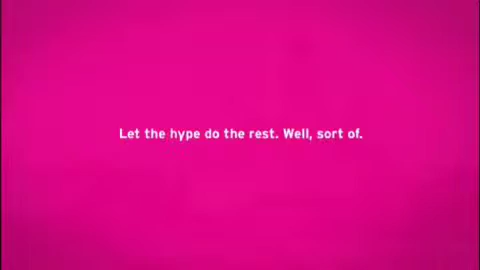 Let the hype do the rest. Well, sort of.